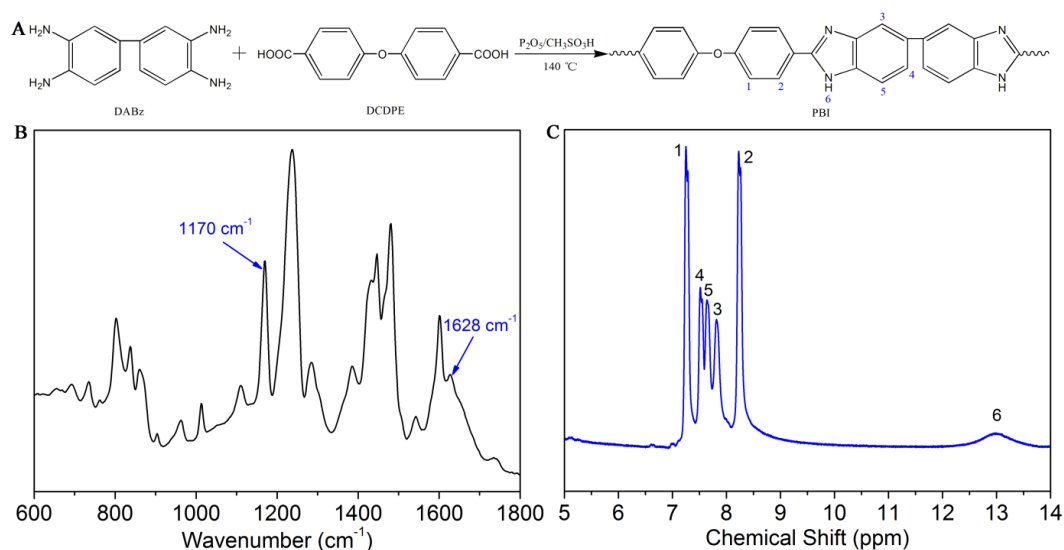 A
NH₂
H₂N
H₂N
NH₂
DABz
+
HOOC
O
COOH
DCDPE
P₂O₅/CH₃SO₃H
140 ℃
O
N
N
H
N
N
H
1
2
3
4
5
6
PBI
B
1170 cm⁻¹
1628 cm⁻¹
600 800 1000 1200 1400 1600 1800
Wavenumber (cm⁻¹)
C
1
2
4
5
3
6
5 6 7 8 9 10 11 12 13 14
Chemical Shift (ppm)